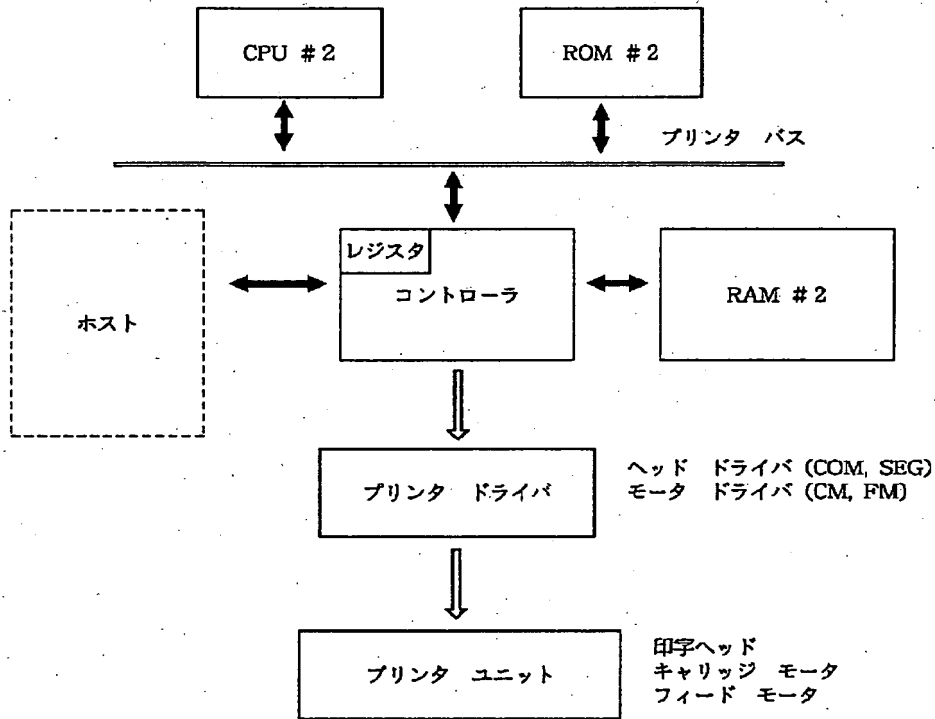 CPU #2
ROM #2
プリンタ バス
レジスタ
コントローラ
ホスト
RAM #2
プリンタ ドライバ
ヘッド ドライバ (COM, SEG)
モータ ドライバ (CM, FM)
プリンタ ユニット
印字ヘッド
キャリッジ モータ
フィード モータ